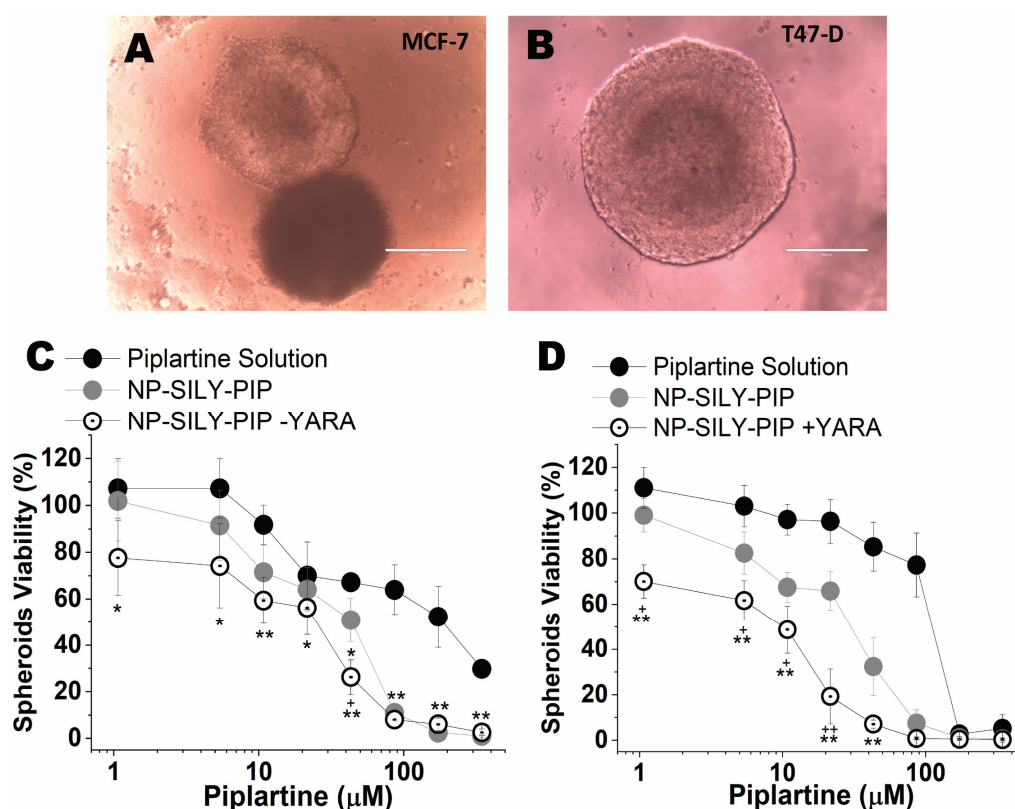 A
MCF-7
B
T47-D
C
Piplartine Solution
NP-SILY-PIP
NP-SILY-PIP -YARA
Spheroids Viability (%)
120
100
80
60
40
20
0
*
*
**
*
*
+
**
**
**
**
1
10
100
Piplartine (µM)
D
Piplartine Solution
NP-SILY-PIP
NP-SILY-PIP +YARA
Spheroids Viability (%)
120
100
80
60
40
20
0
+
**
+
**
+
**
++
**
**
1
10
100
Piplartine (µM)